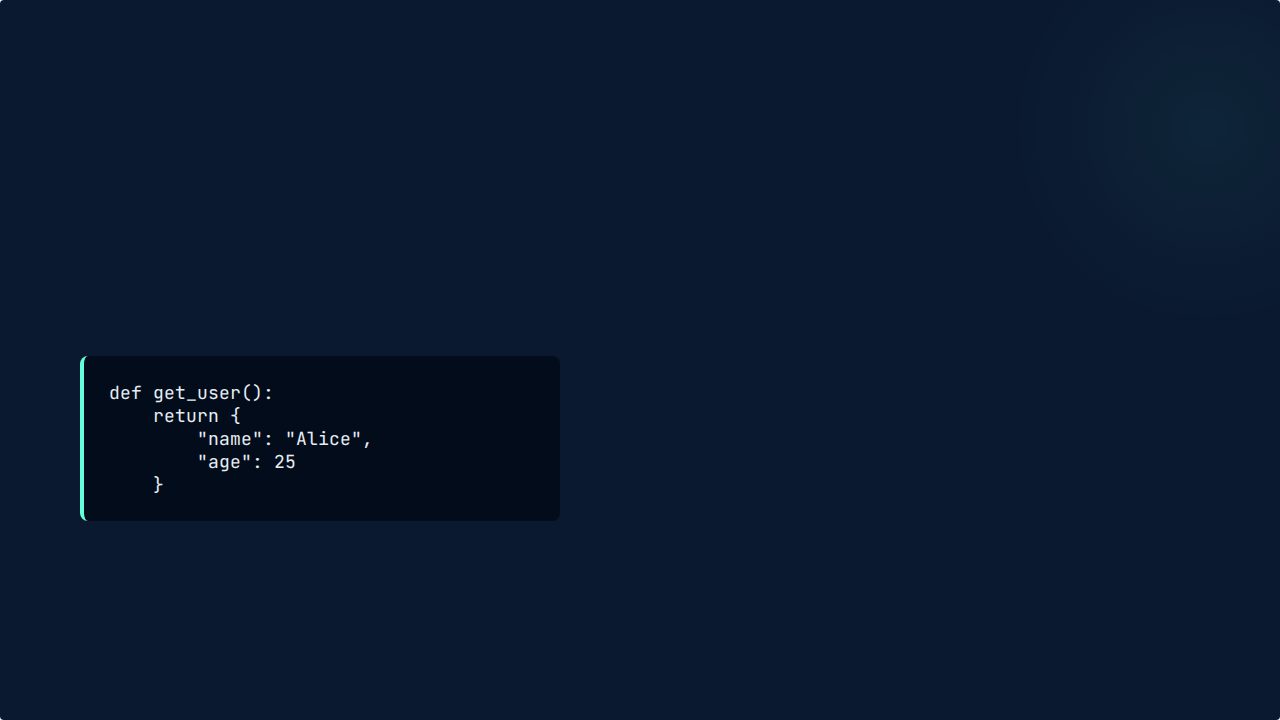 def get_user():
    return {
        "name": "Alice",
        "age": 25
    }